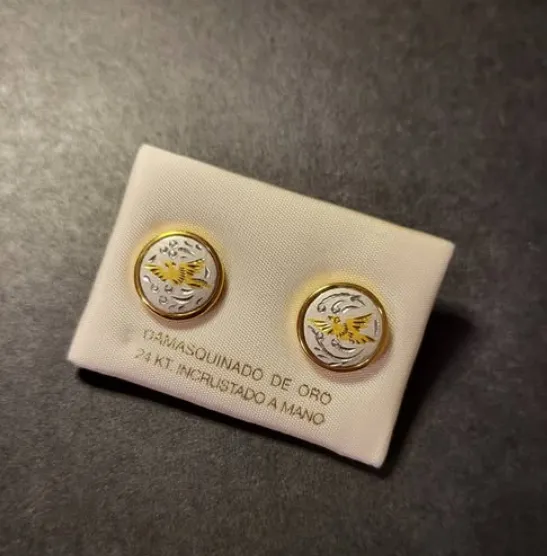 DAMASQUINADO DE ORO
24 KT. INCRUSTADO A MANO